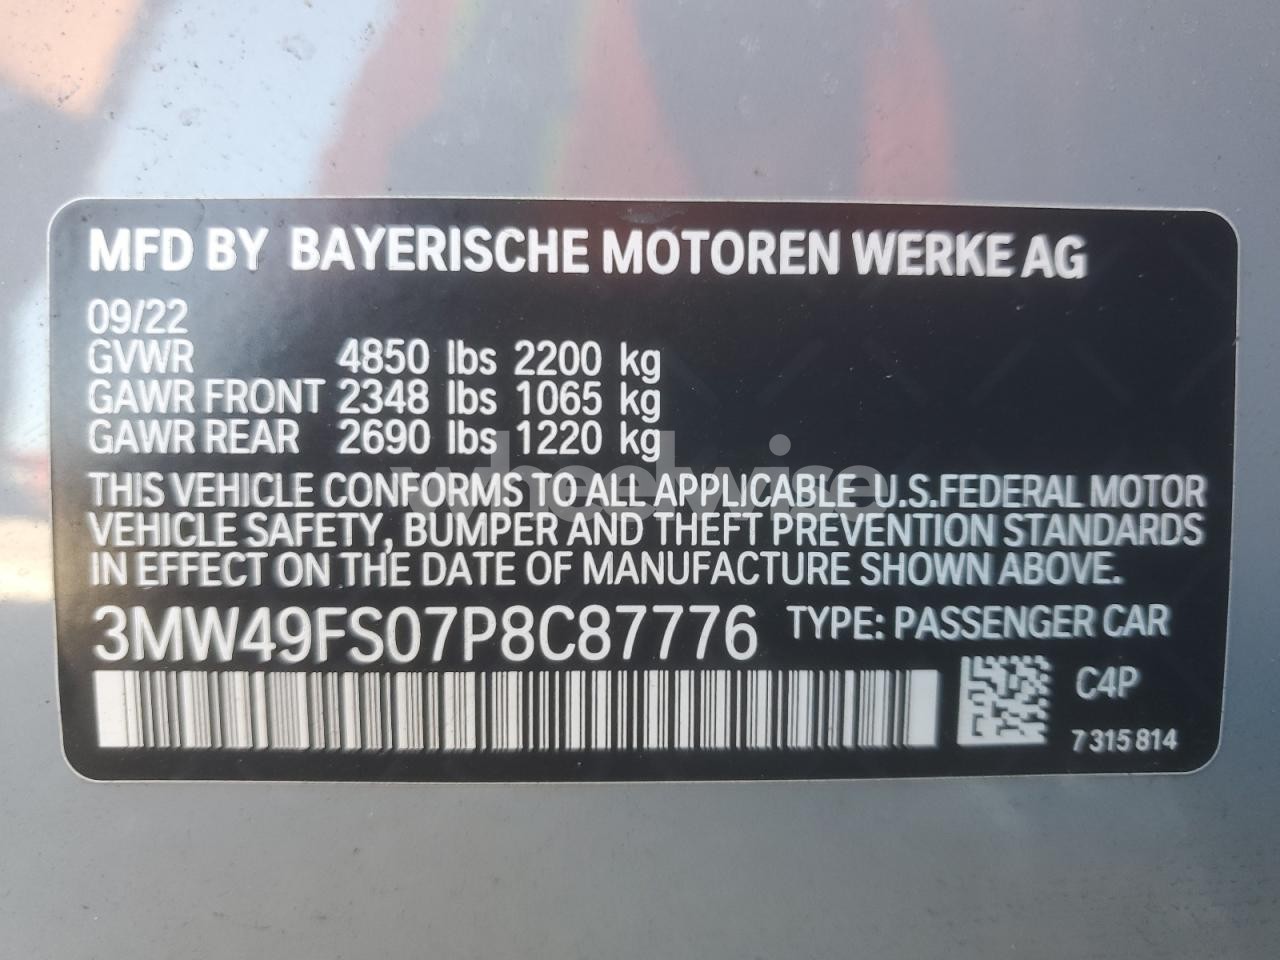 MFD BY BAYERISCHE MOTOREN WERKE AG
09/22
GVWR 4850 lbs 2200 kg
GAWR FRONT 2348 lbs 1065 kg
GAWR REAR 2690 lbs 1220 kg
wheelwise
THIS VEHICLE CONFORMS TO ALL APPLICABLE U.S.FEDERAL MOTOR
VEHICLE SAFETY, BUMPER AND THEFT PREVENTION STANDARDS
IN EFFECT ON THE DATE OF MANUFACTURE SHOWN ABOVE.
3MW49FS07P8C87776 TYPE: PASSENGER CAR
C4P
7 315 814